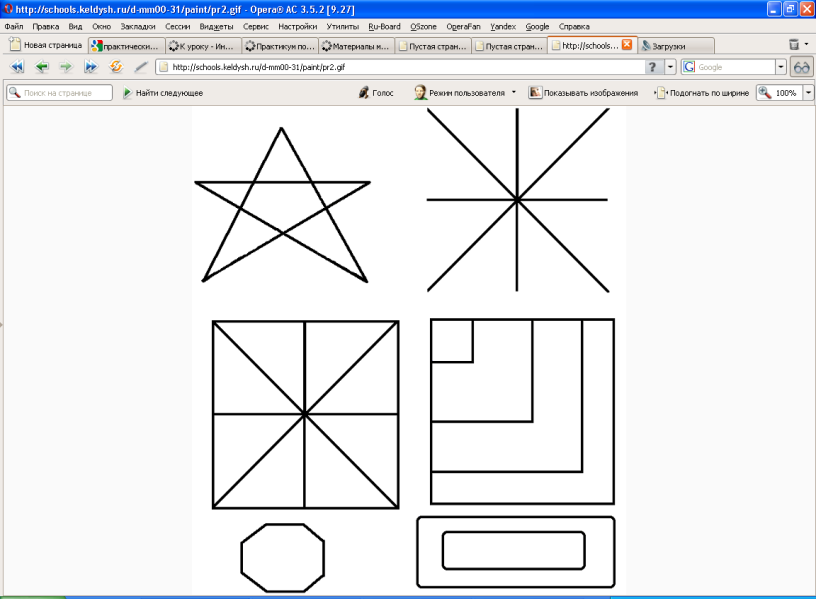 http://schools.keldysh.ru/d-mm00-31/paint/pr2.gif - Opera® AC 3.5.2 [9.27]
Файл Правка Вид Окно Закладки Сессии Виджеты Сервис Настройки Утилиты Ru-Board OSzone OgeraFan Yandex Google Справка
Новая страница практически... К уроку - Ин... Практикум по... Материалы м... Пустая стран... Пустая стран... http://schools... Загрузки
http://schools.keldysh.ru/d-mm00-31/paint/pr2.gif ? Google
Поиск на странице Найти следующее Голос Режим пользователя Показывать изображения Подогнать по ширине 100%